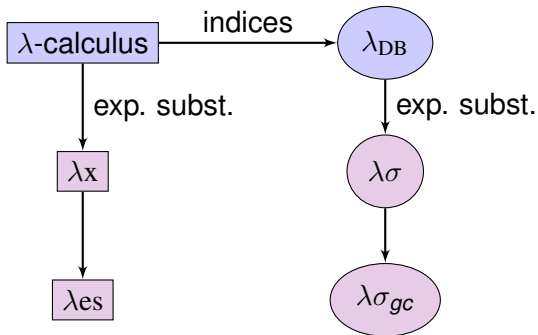 λ-calculus
indices
λDB
exp. subst.
exp. subst.
λx
λσ
λes
λσgc